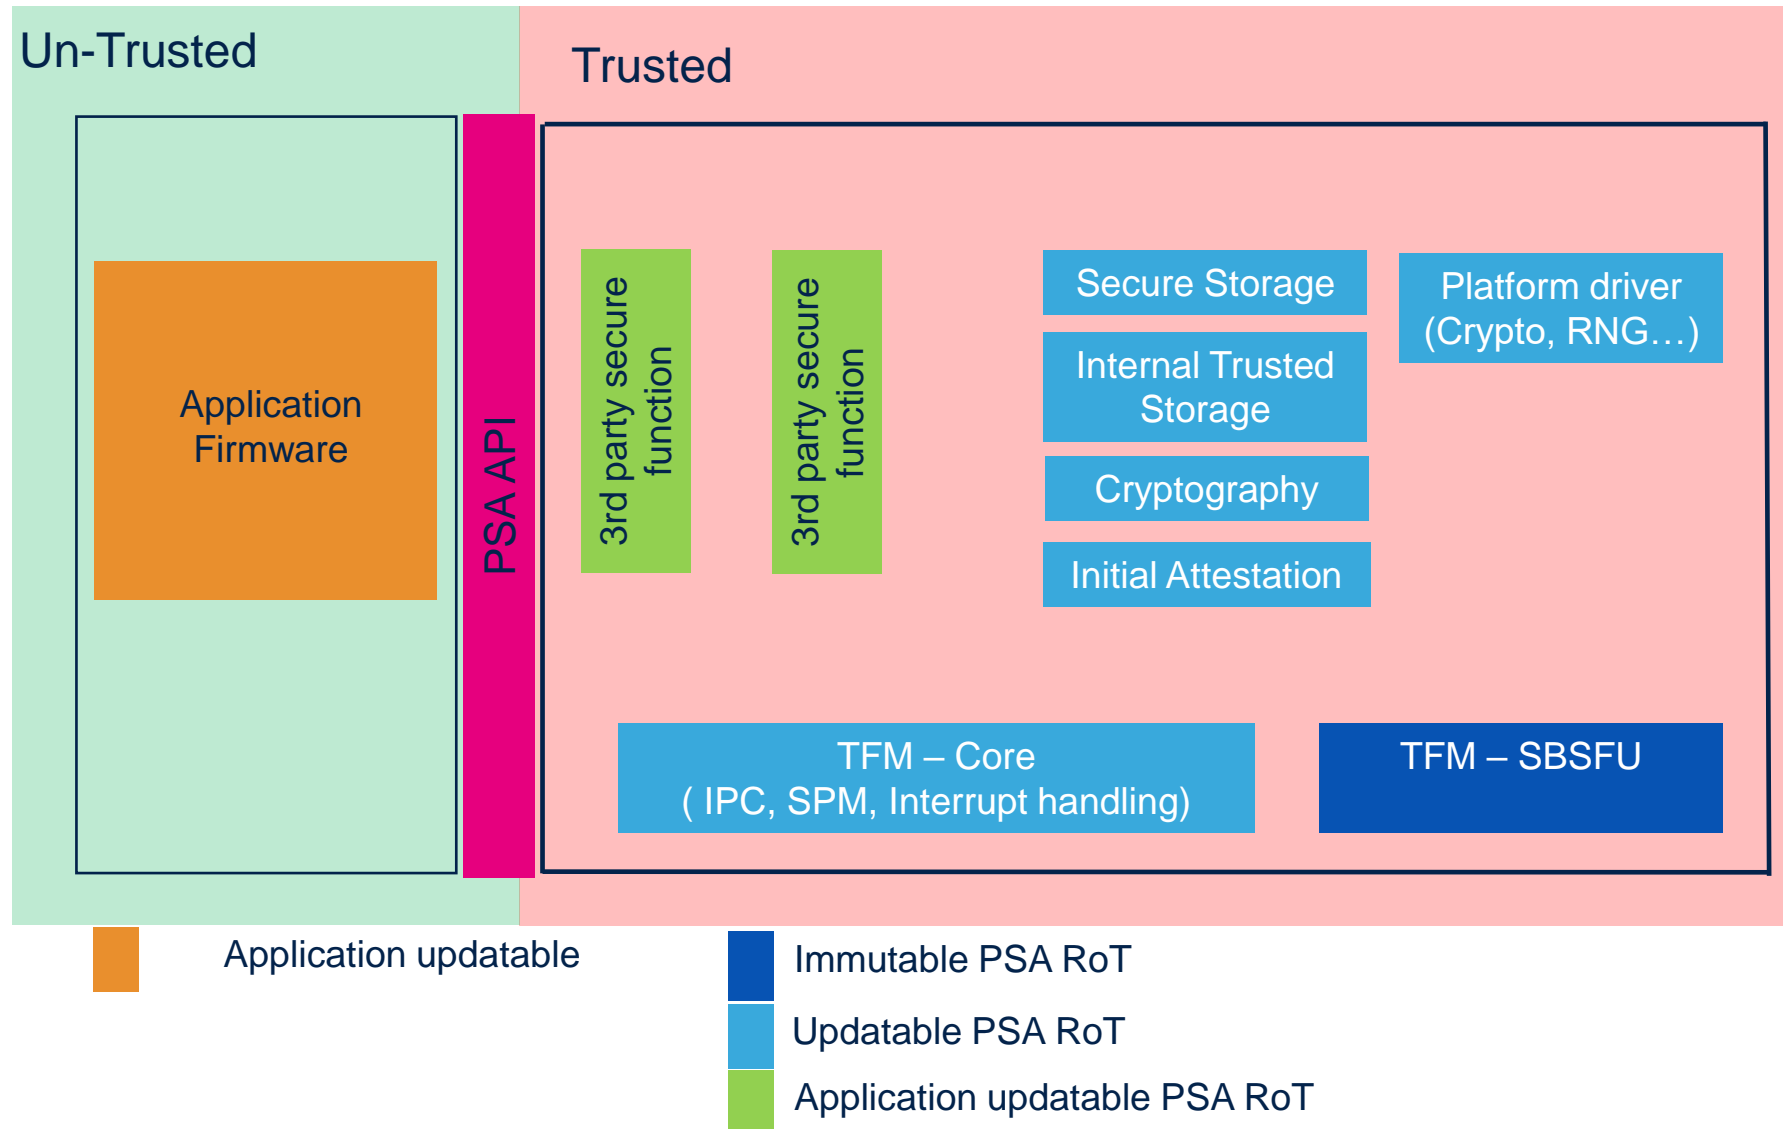 Un-Trusted
Trusted
Application
Firmware
PSA API
3rd party secure
function
3rd party secure
function
Secure Storage
Internal Trusted
Storage
Cryptography
Initial Attestation
Platform driver
(Crypto, RNG…)
TFM – Core
( IPC, SPM, Interrupt handling)
TFM – SBSFU
Application updatable
Immutable PSA RoT
Updatable PSA RoT
Application updatable PSA RoT